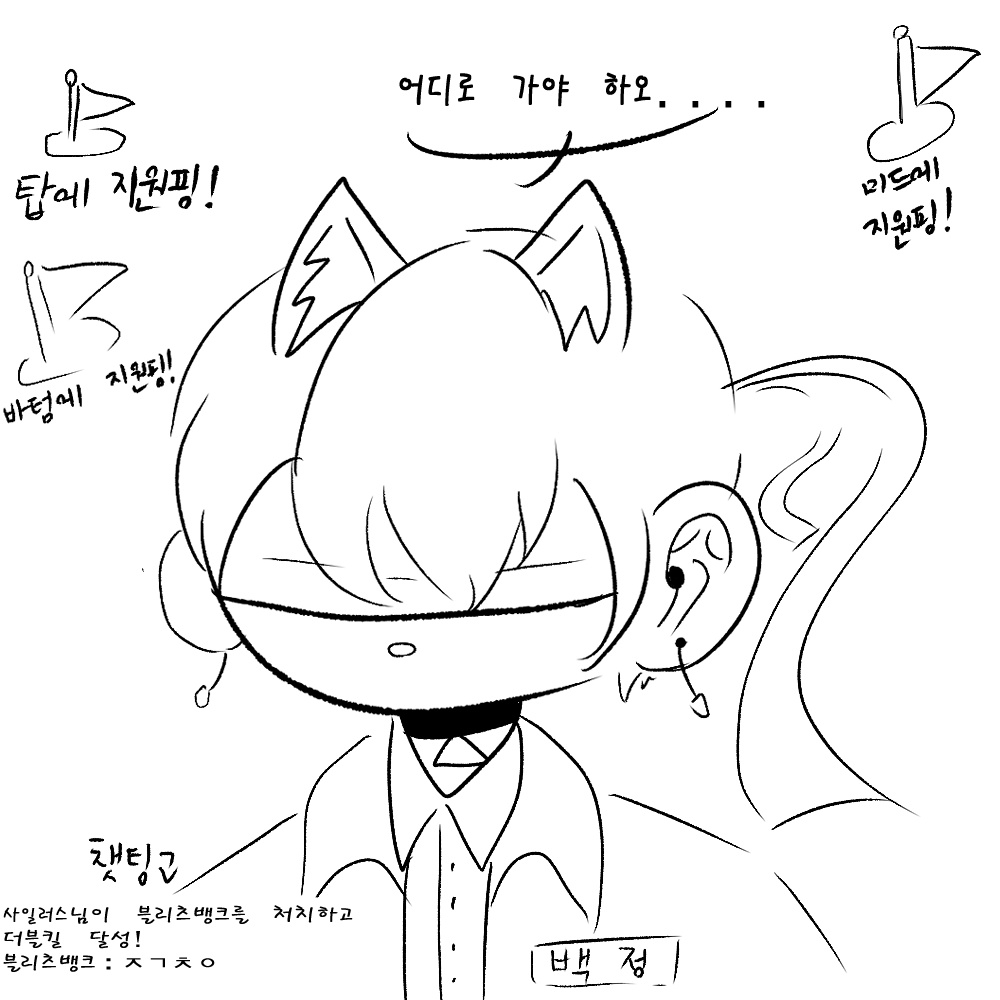 어디로 가야 하오....
탑에 지원핑!
미드에
지원핑!
바텀에 지원핑!
챗팅고
사일러스님이 블리츠뱅크를 처치하고
더블킬 달성!
블리츠뱅크 : ㅈㄱㅊㅇ
백정